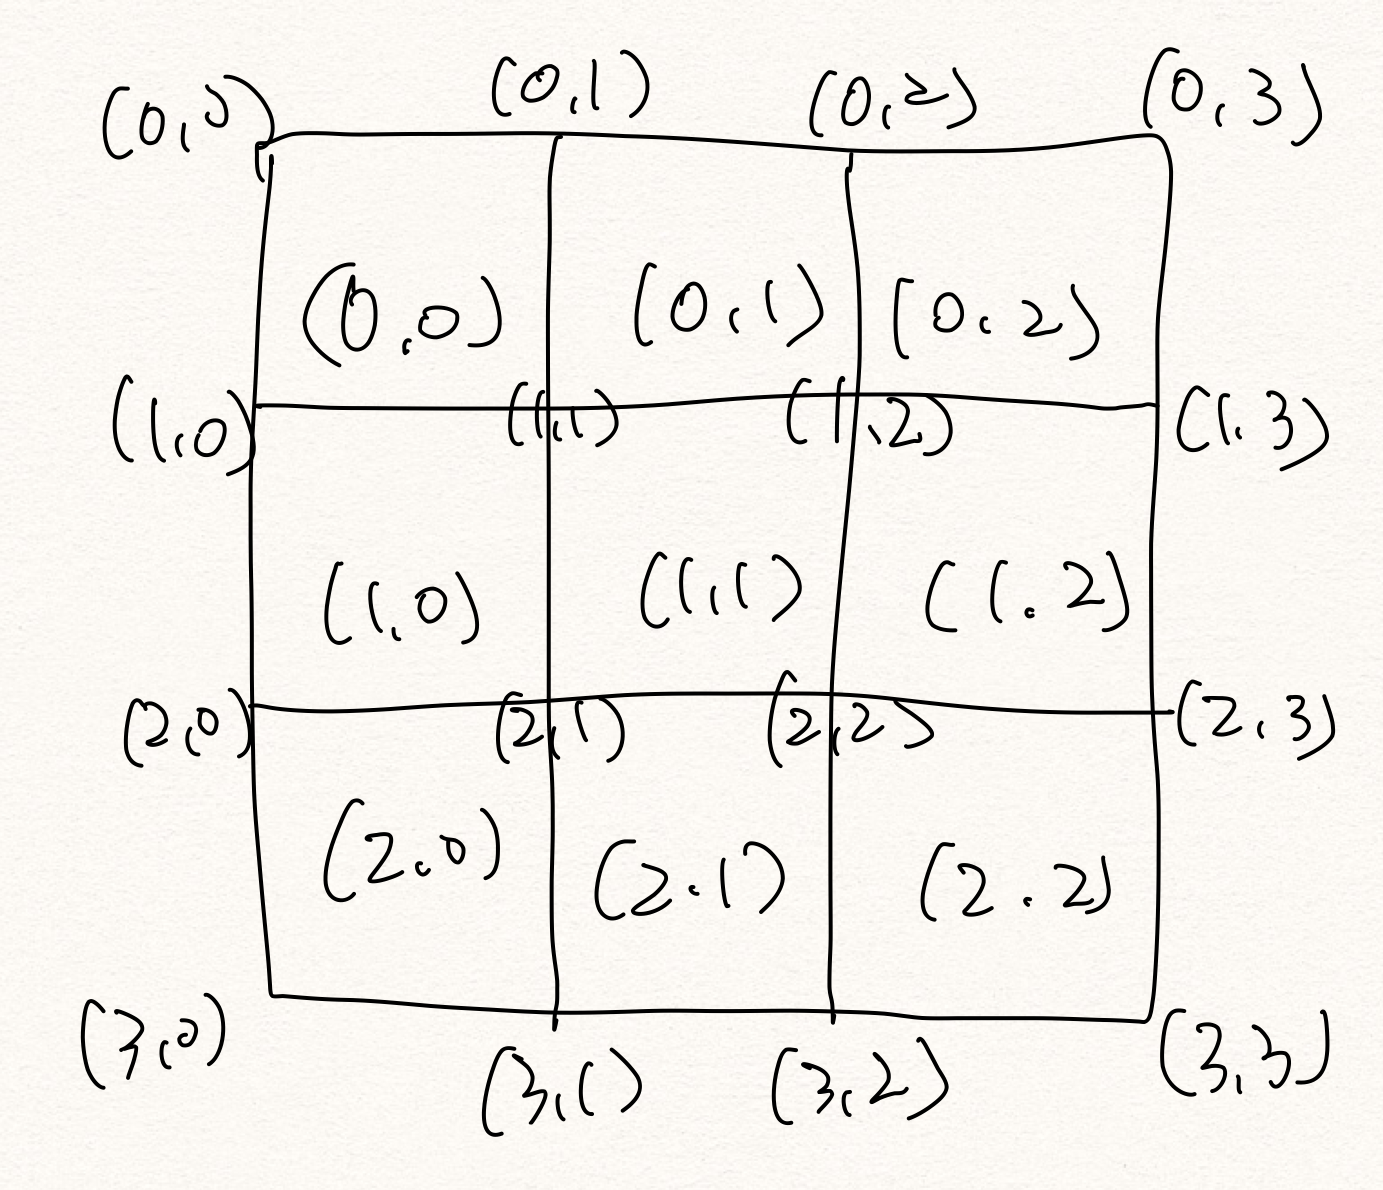 (0,0) (0,1) (0,2) (0,3)
(0,0) (0,1) (0.2)
(1,0) (1,1) (1,2) (1,3)
(1,0) (1,1) (1.2)
(2,0) (2,1) (2,2) (2,3)
(2.0) (2.1) (2.2)
(3,0) (3,1) (3,2) (3,3)